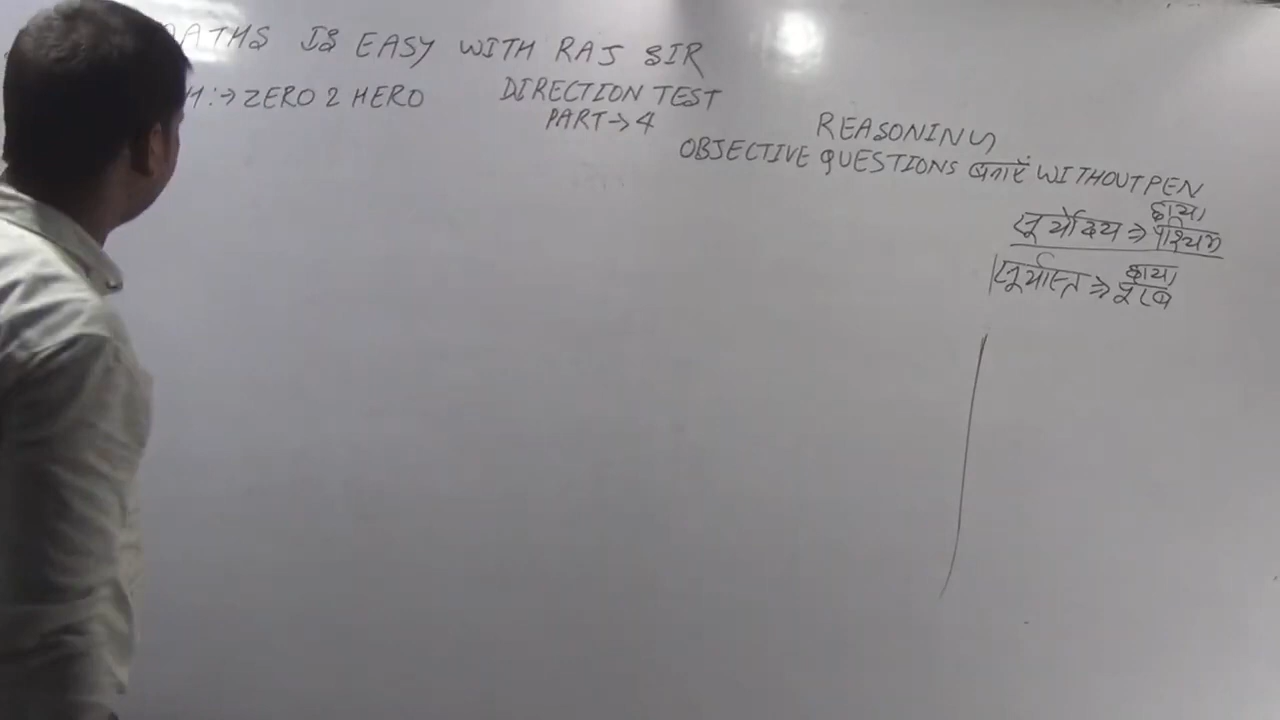 MATHS IS EASY WITH RAJ SIR
:→ ZERO 2 HERO
DIRECTION TEST
PART → 4
REASONING
OBJECTIVE QUESTIONS बनाएं WITHOUT PEN
छाया
सूर्योदय ⇒ पश्चिम
छाया
सूर्यास्त ⇒ पूरब